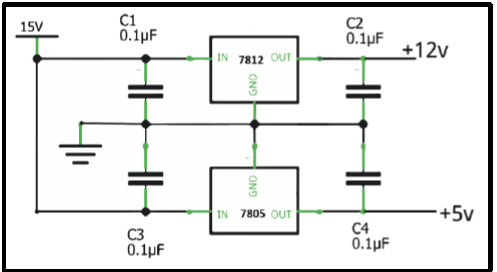 15V
C1
0.1µF
C2
0.1µF
IN 7812 OUT
GND
+12v
GND
IN 7805 OUT
+5v
C3
0.1µF
C4
0.1µF